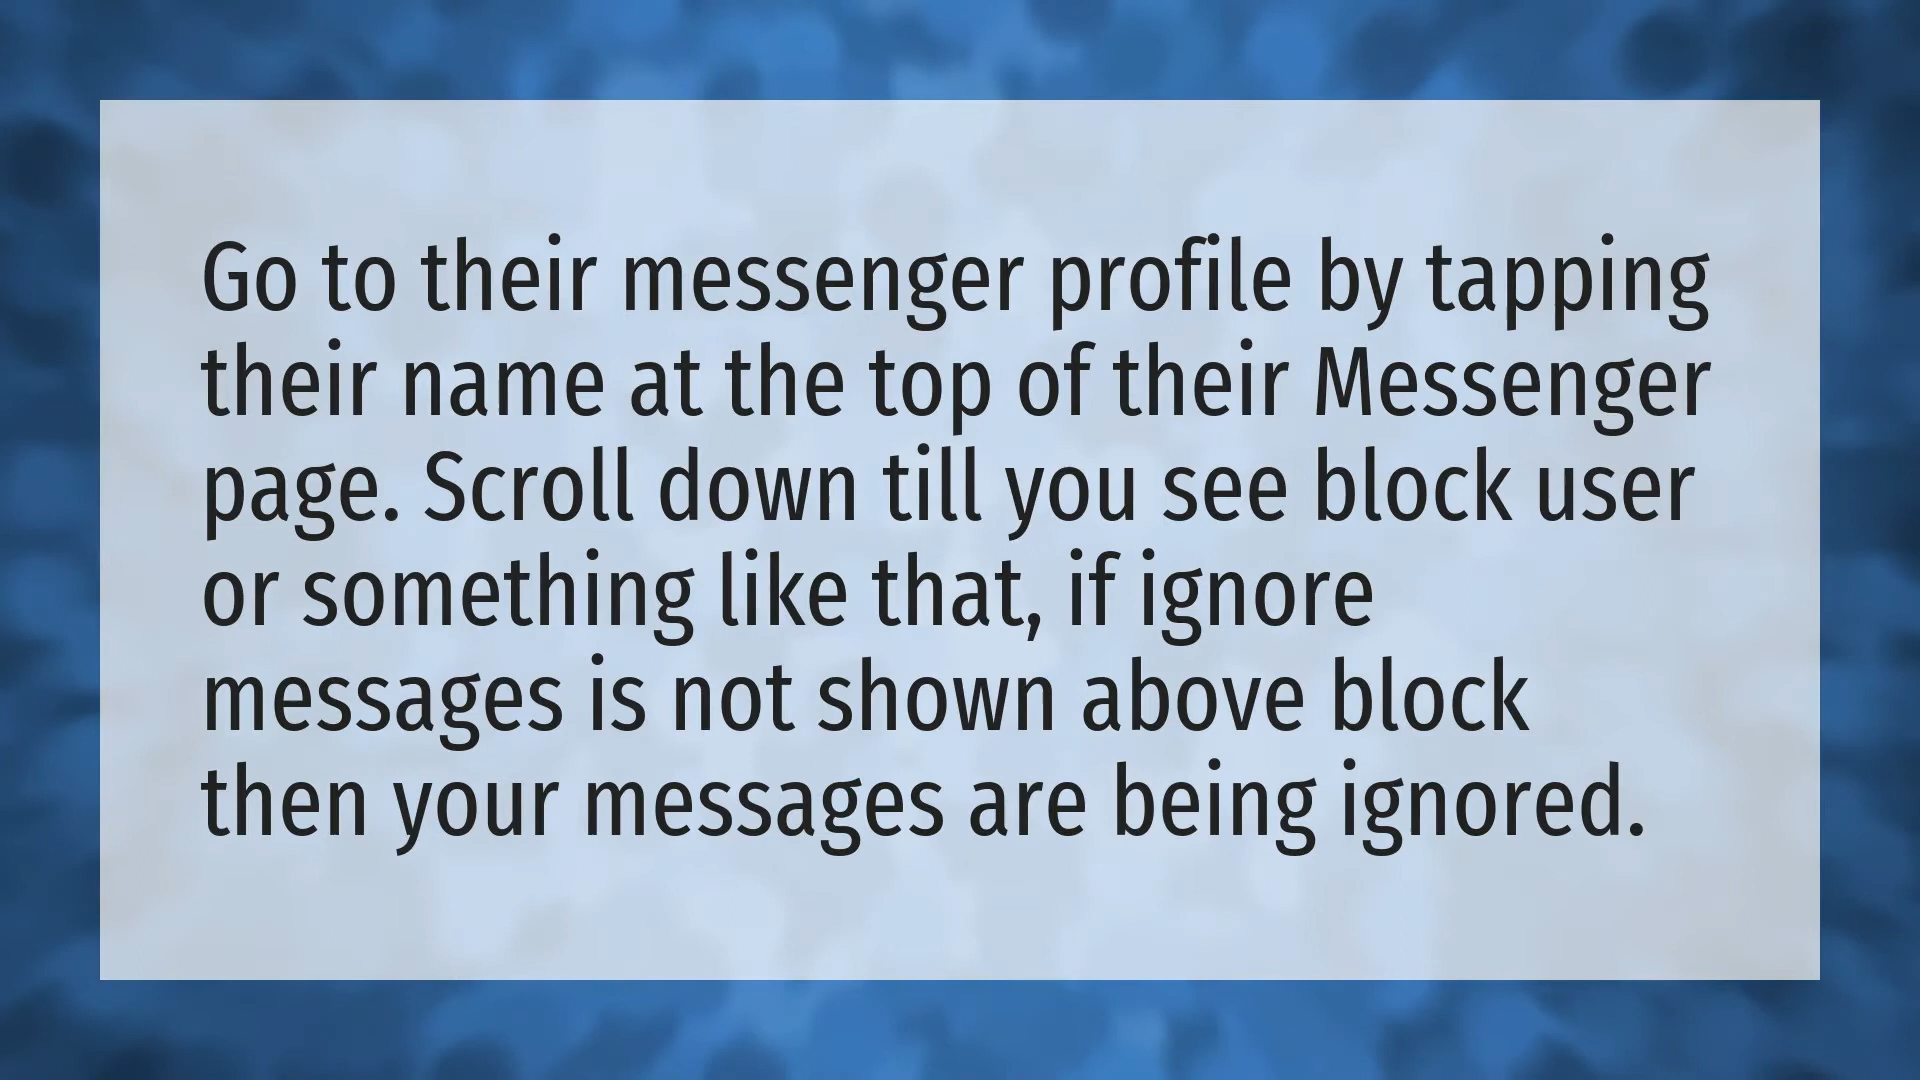 Go to their messenger profile by tapping
their name at the top of their Messenger
page. Scroll down till you see block user
or something like that, if ignore
messages is not shown above block
then your messages are being ignored.